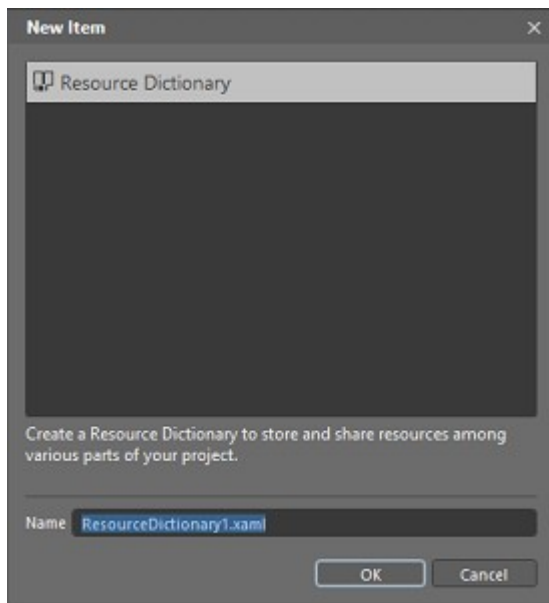 New Item
Resource Dictionary
Create a Resource Dictionary to store and share resources among
various parts of your project.
Name ResourceDictionary1.xaml
OK Cancel